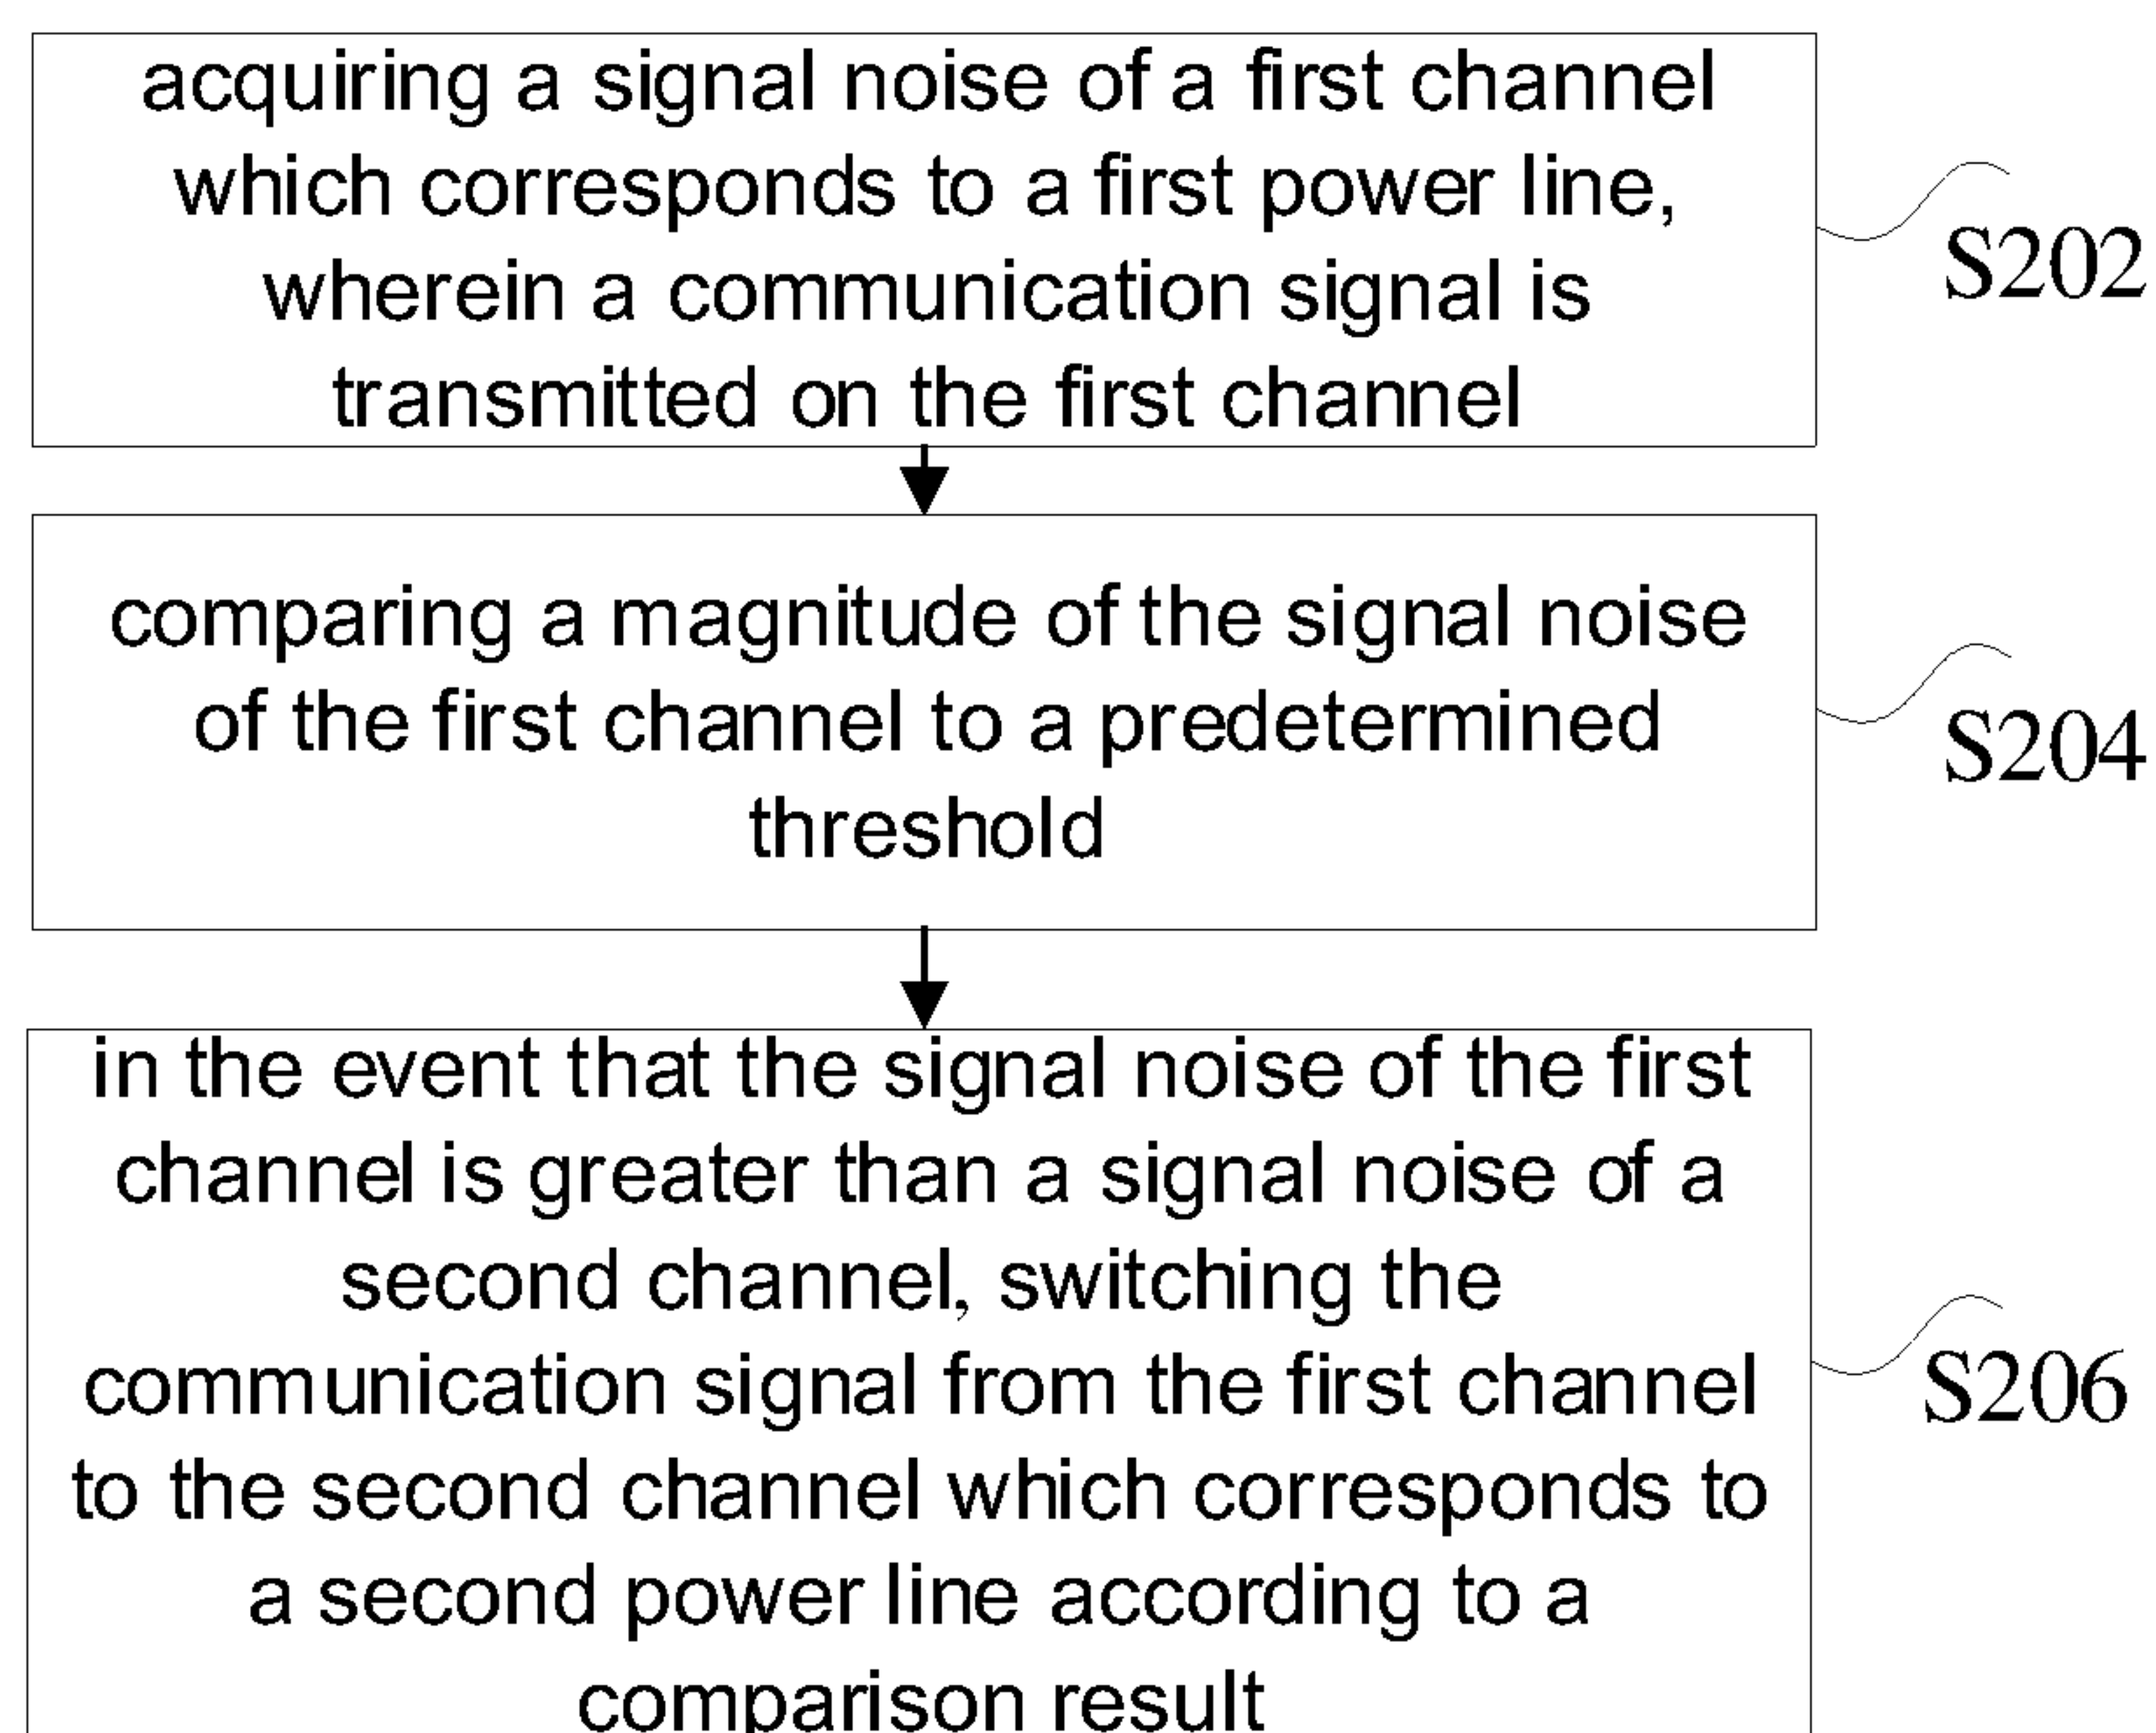 acquiring a signal noise of a first channel
which corresponds to a first power line,
wherein a communication signal is
transmitted on the first channel
S202
comparing a magnitude of the signal noise
of the first channel to a predetermined
threshold
S204
in the event that the signal noise of the first
channel is greater than a signal noise of a
second channel, switching the
communication signal from the first channel
to the second channel which corresponds to
a second power line according to a
comparison result
S206